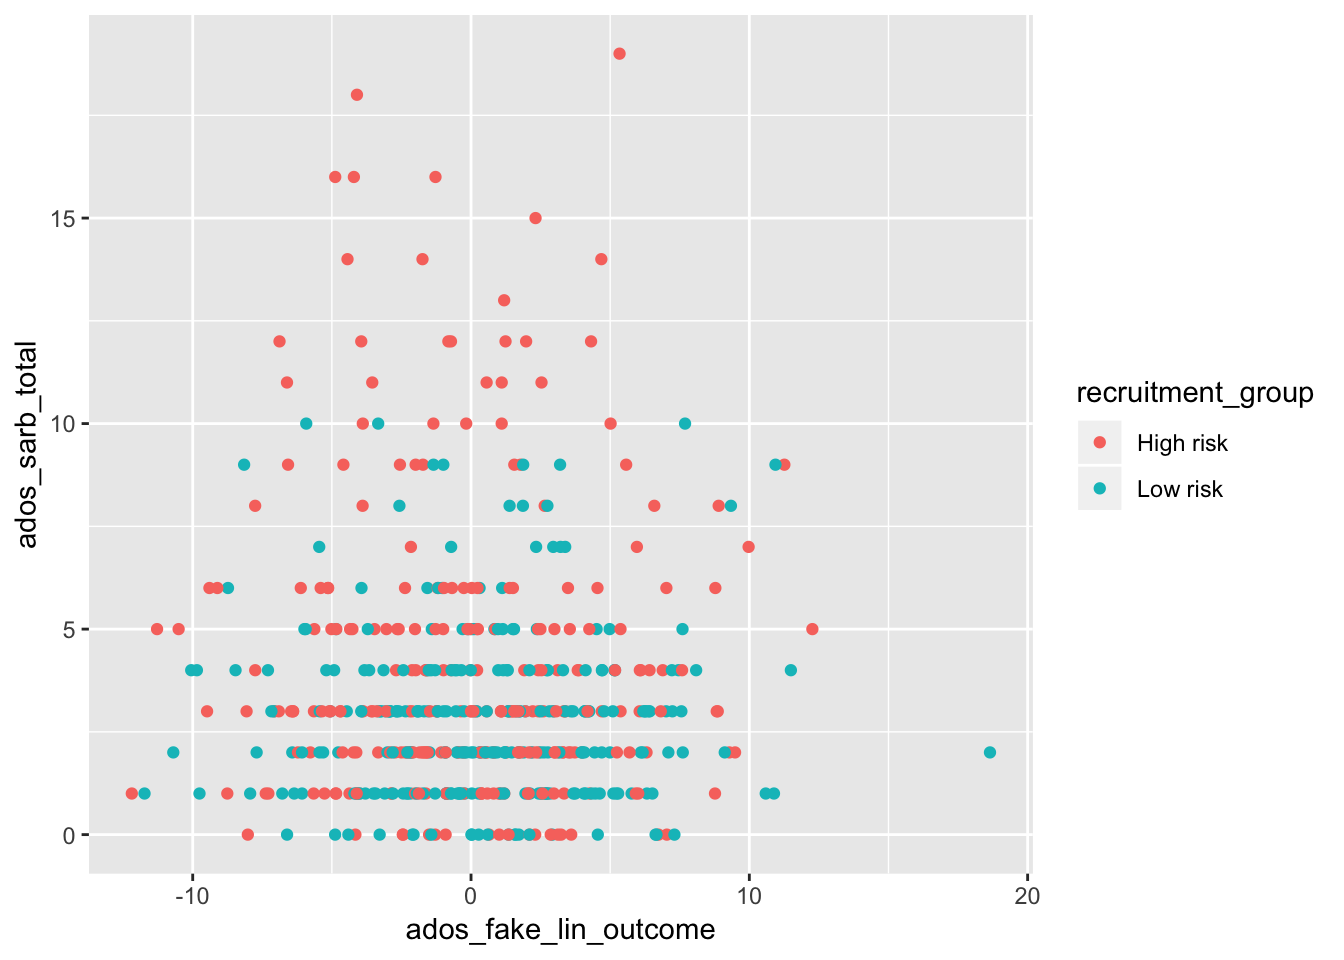 ados_sarb_total
15
10
5
0
-10
0
10
20
ados_fake_lin_outcome
recruitment_group
High risk
Low risk